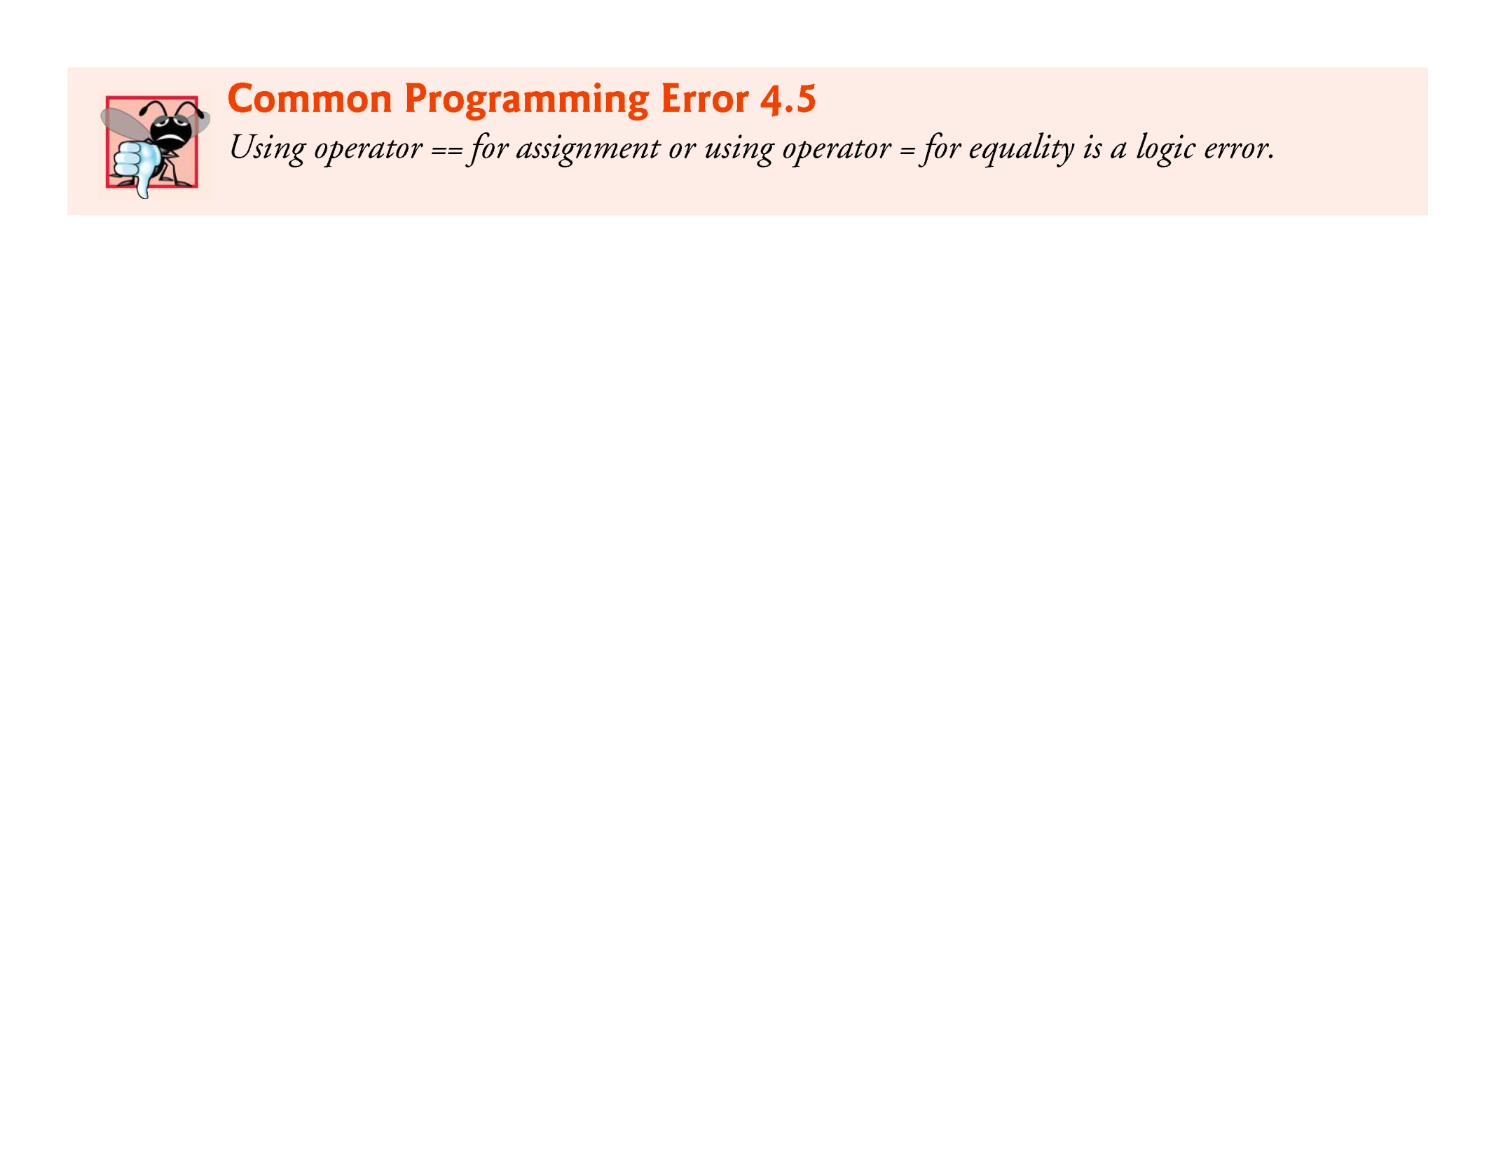 Common Programming Error 4.5
Using operator == for assignment or using operator = for equality is a logic error.